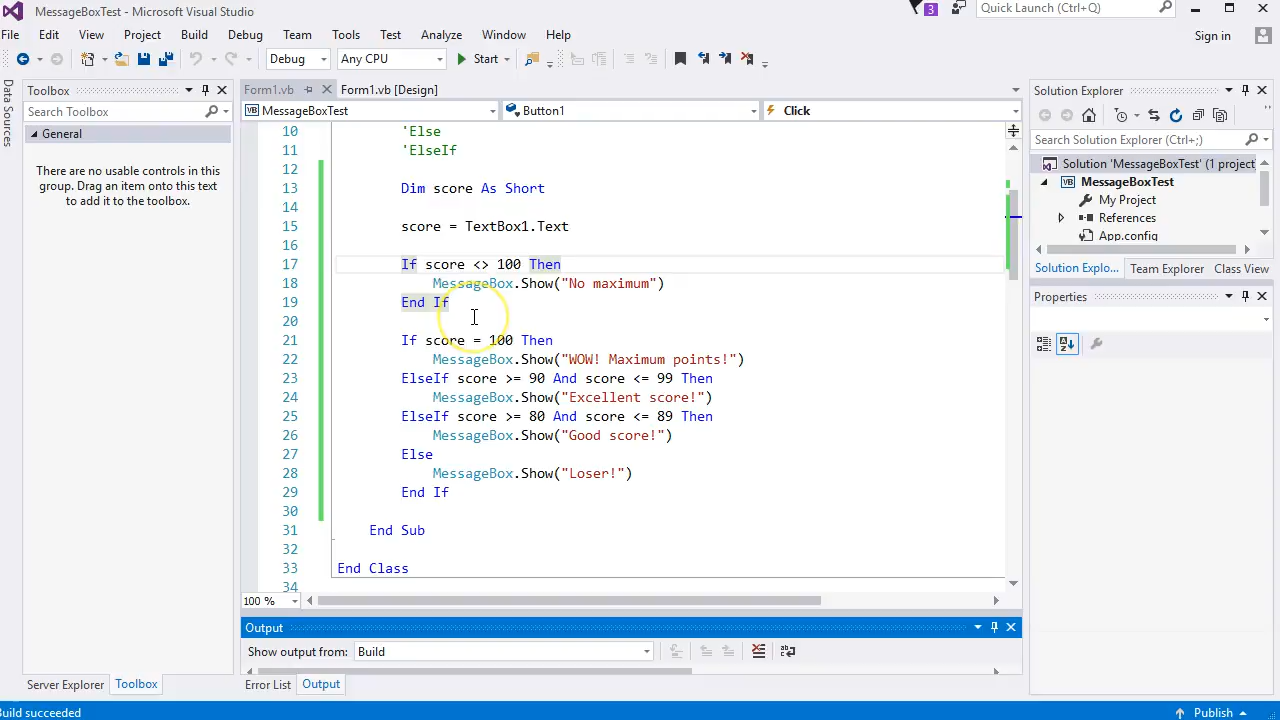 MessageBoxTest - Microsoft Visual Studio
3
Quick Launch (Ctrl+Q)
File Edit View Project Build Debug Team Tools Test Analyze Window Help
Sign in
Debug
Any CPU
Start
Data Sources
Toolbox
Search Toolbox
General
There are no usable controls in this
group. Drag an item onto this text
to add it to the toolbox.
Server Explorer
Toolbox
Form1.vb
Form1.vb [Design]
VB MessageBoxTest
Button1
Click
10 'Else
11 'ElseIf
12
13 Dim score As Short
14
15 score = TextBox1.Text
16
17 If score <> 100 Then
18 MessageBox.Show("No maximum")
19 End If
20
21 If score = 100 Then
22 MessageBox.Show("WOW! Maximum points!")
23 ElseIf score >= 90 And score <= 99 Then
24 MessageBox.Show("Excellent score!")
25 ElseIf score >= 80 And score <= 89 Then
26 MessageBox.Show("Good score!")
27 Else
28 MessageBox.Show("Loser!")
29 End If
30
31 End Sub
32
33 End Class
34
100 %
Output
Show output from: Build
Error List
Output
Solution Explorer
Search Solution Explorer (Ctrl+;)
Solution 'MessageBoxTest' (1 project
VB MessageBoxTest
My Project
References
App.config
Solution Explo...
Team Explorer
Class View
Properties
Build succeeded
Publish